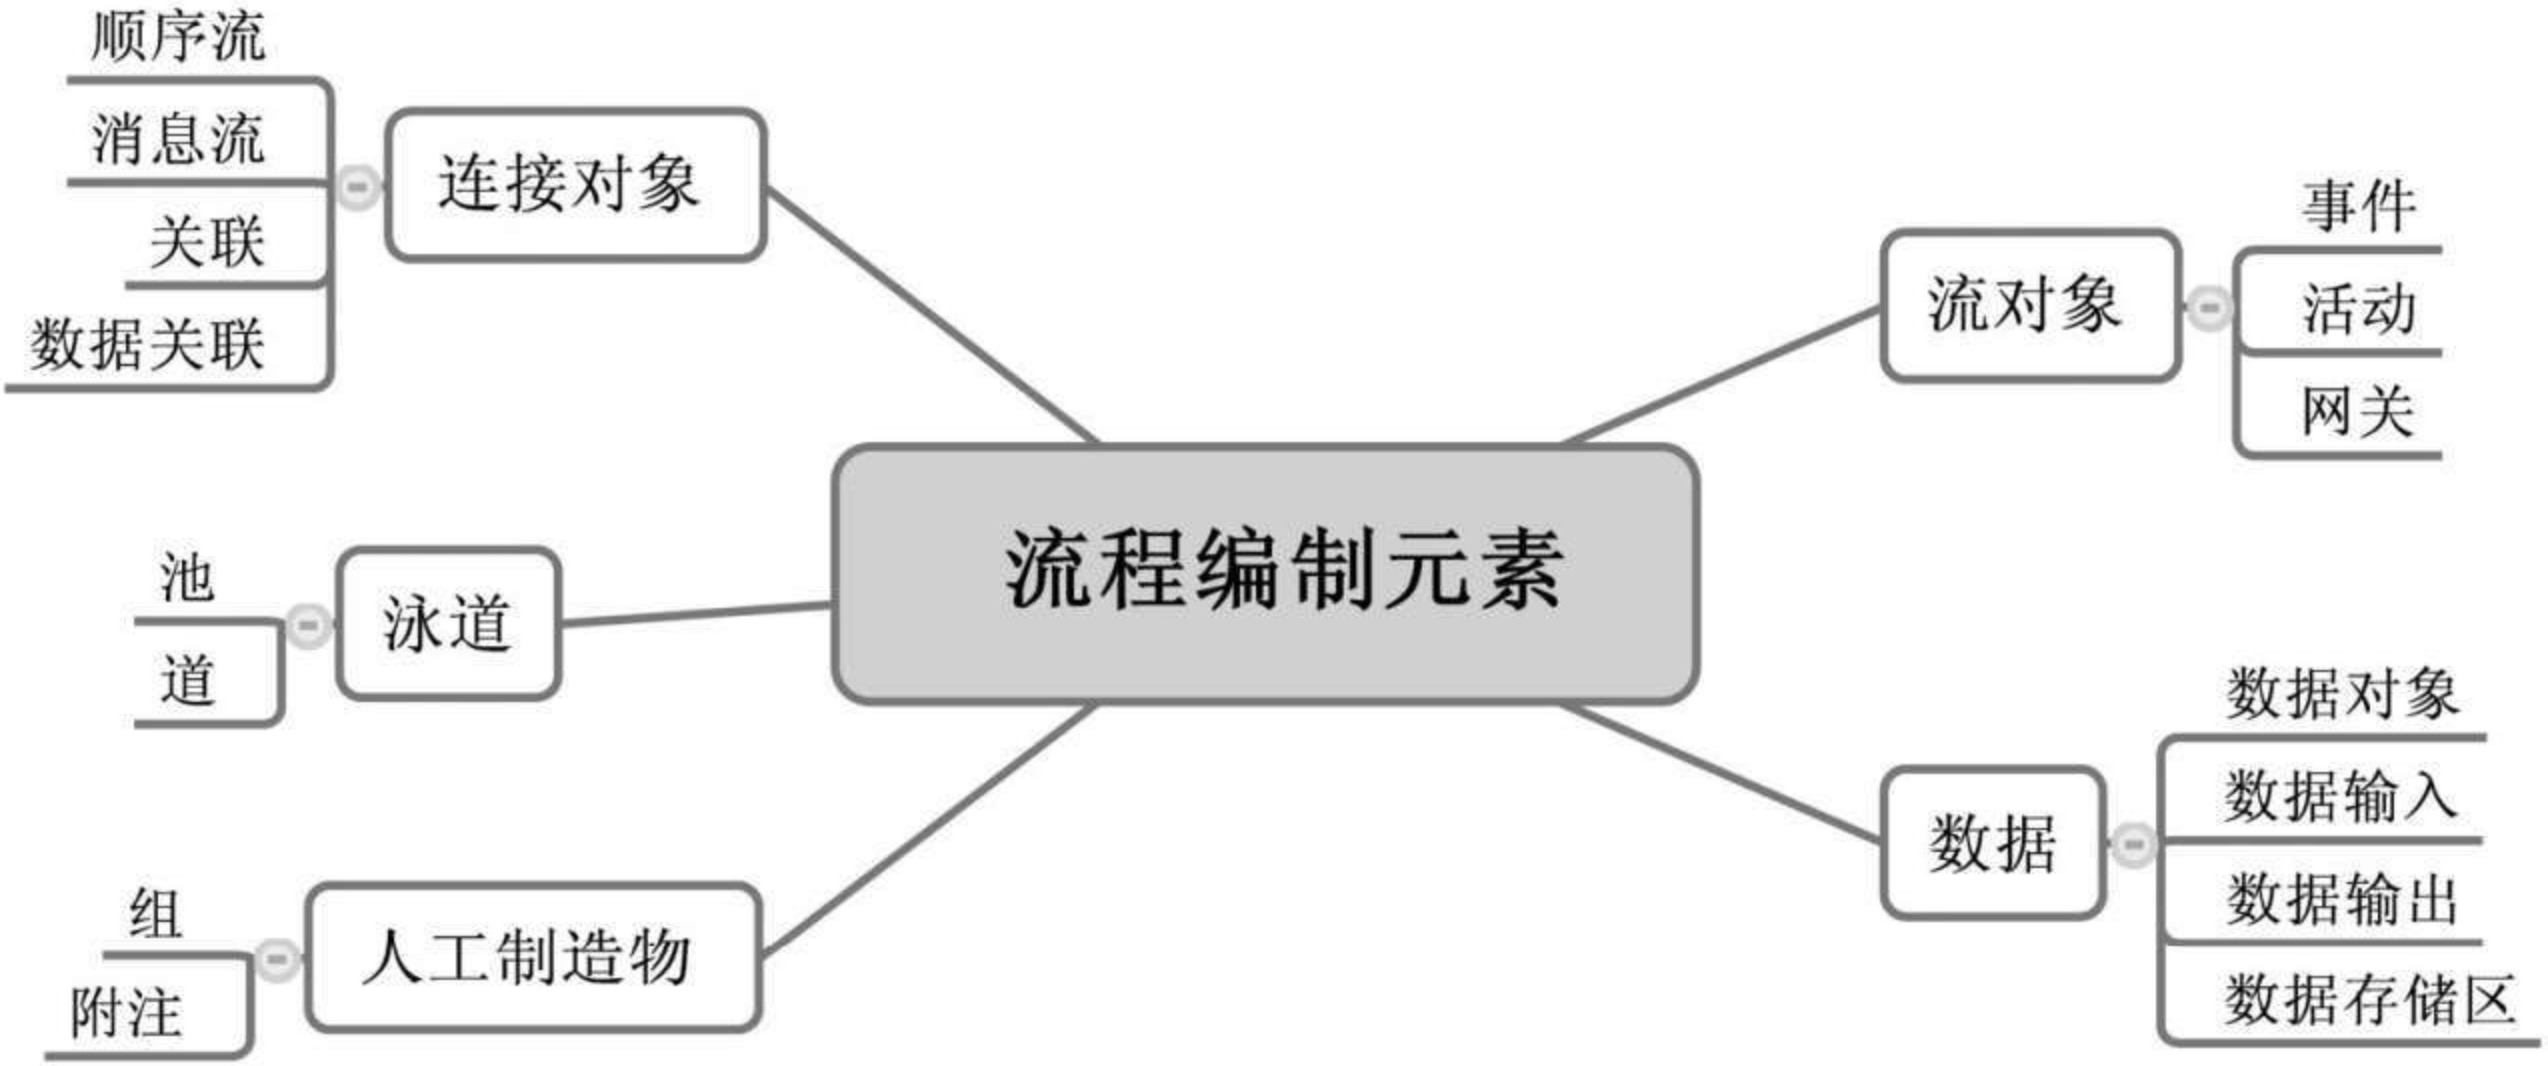 顺序流
消息流
关联
数据关联
连接对象
流对象
事件
活动
网关
流程编制元素
池
道
泳道
组
附注
人工制造物
数据
数据对象
数据输入
数据输出
数据存储区